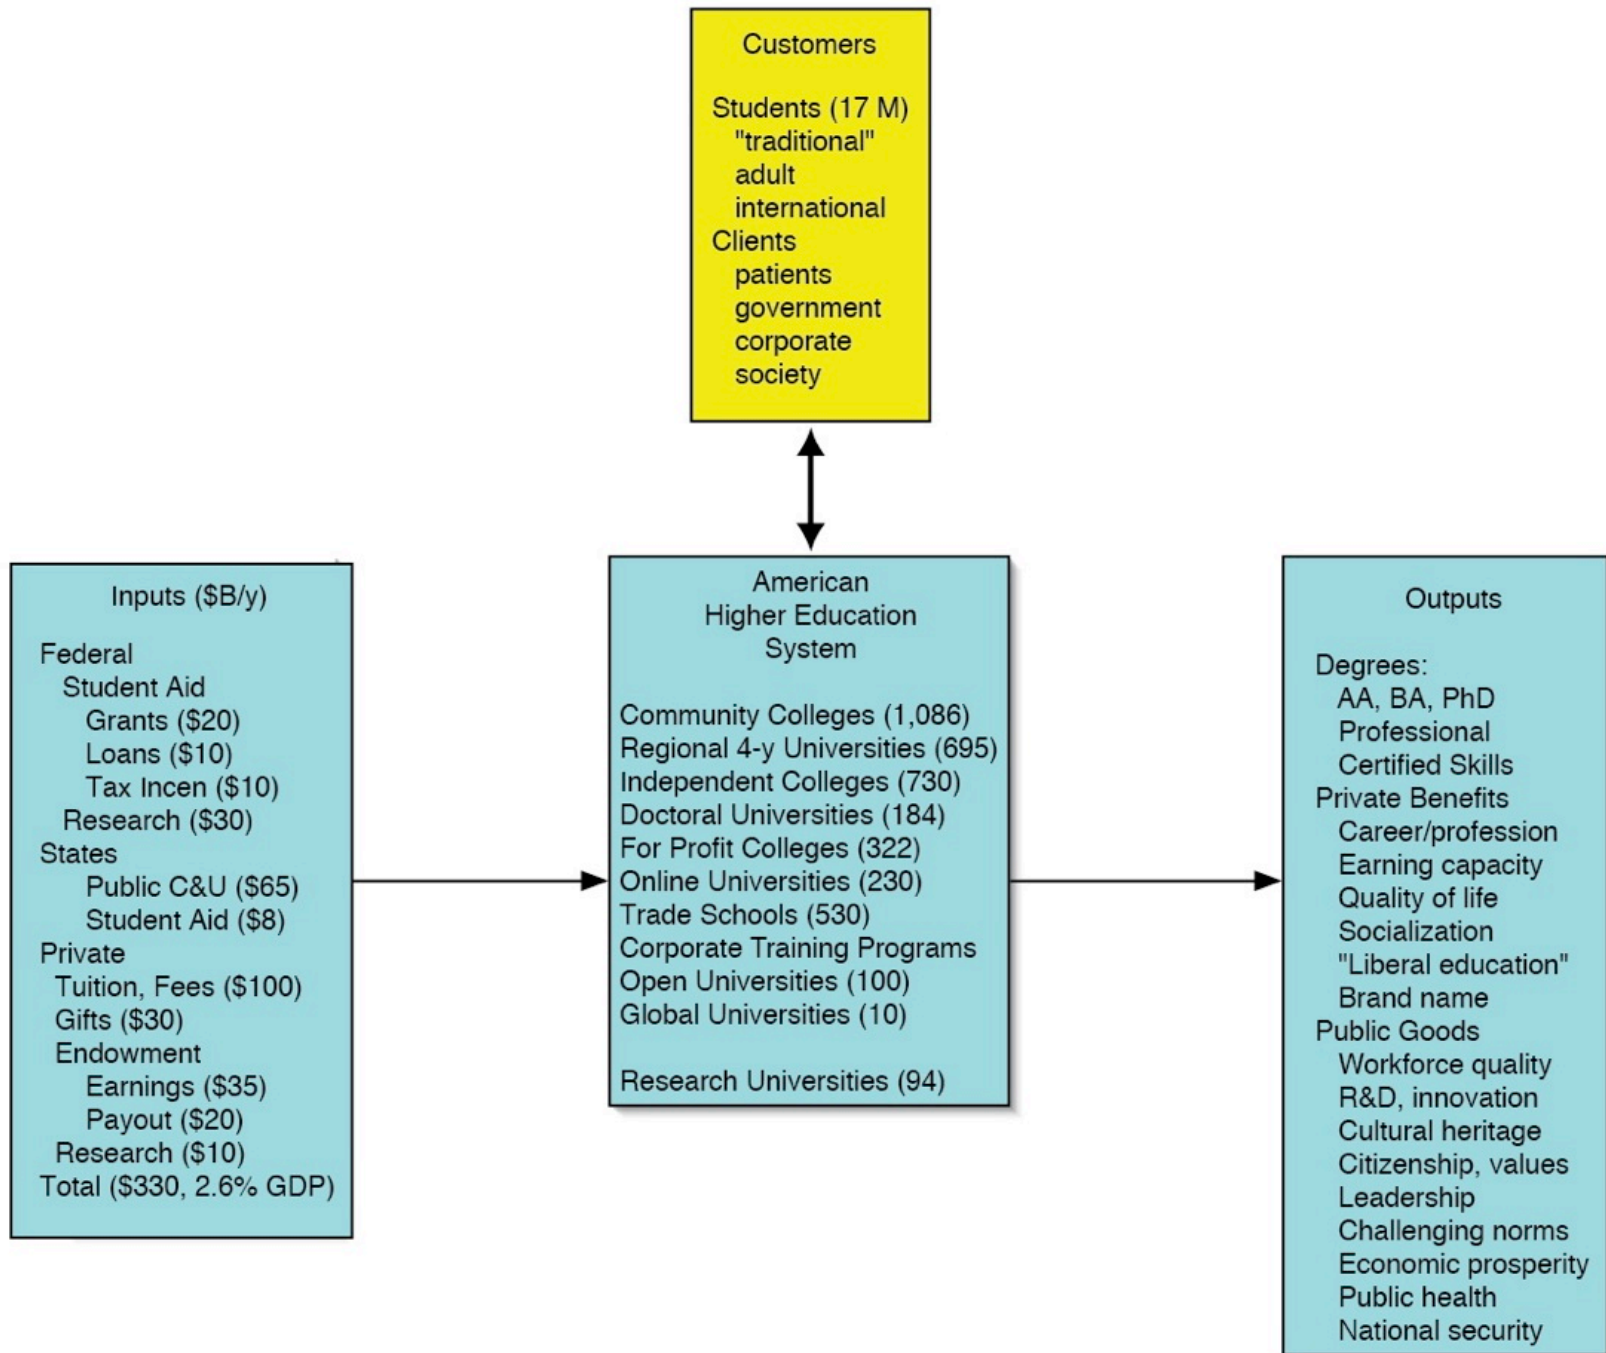 Customers
Students (17 M)
"traditional"
adult
international
Clients
patients
government
corporate
society
Inputs ($B/y)
Federal
Student Aid
Grants ($20)
Loans ($10)
Tax Incen ($10)
Research ($30)
States
Public C&U ($65)
Student Aid ($8)
Private
Tuition, Fees ($100)
Gifts ($30)
Endowment
Earnings ($35)
Payout ($20)
Research ($10)
Total ($330, 2.6% GDP)
American
Higher Education
System
Community Colleges (1,086)
Regional 4-y Universities (695)
Independent Colleges (730)
Doctoral Universities (184)
For Profit Colleges (322)
Online Universities (230)
Trade Schools (530)
Corporate Training Programs
Open Universities (100)
Global Universities (10)
Research Universities (94)
Outputs
Degrees:
AA, BA, PhD
Professional
Certified Skills
Private Benefits
Career/profession
Earning capacity
Quality of life
Socialization
"Liberal education"
Brand name
Public Goods
Workforce quality
R&D, innovation
Cultural heritage
Citizenship, values
Leadership
Challenging norms
Economic prosperity
Public health
National security